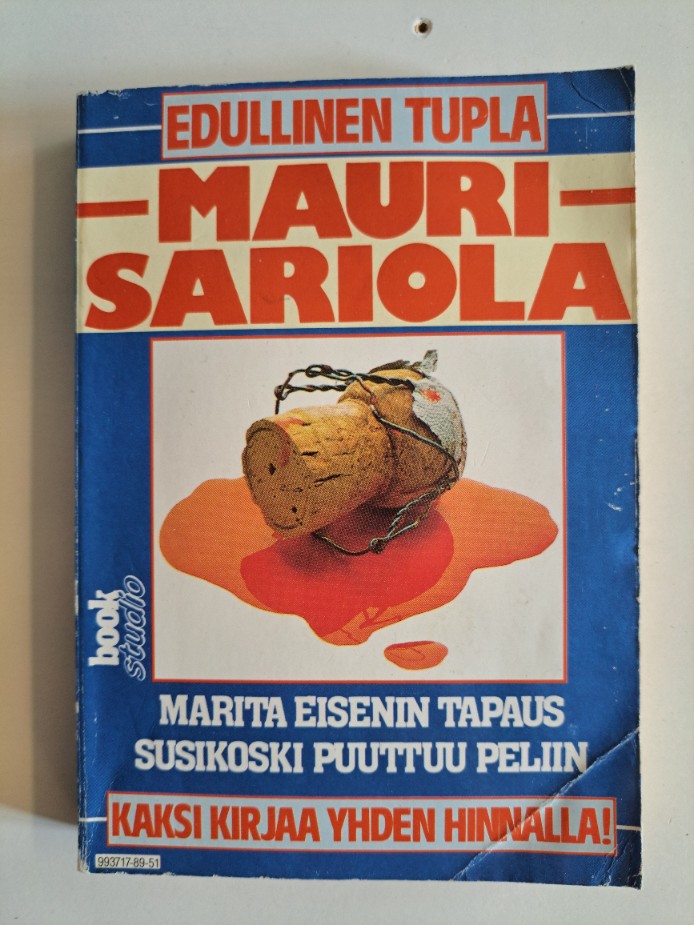 EDULLINEN TUPLA
MAURI
SARIOLA
book
studio
MARITA EISENIN TAPAUS
SUSIKOSKI PUUTTUU PELIIN
KAKSI KIRJAA YHDEN HINNALLA!
993717-89-51